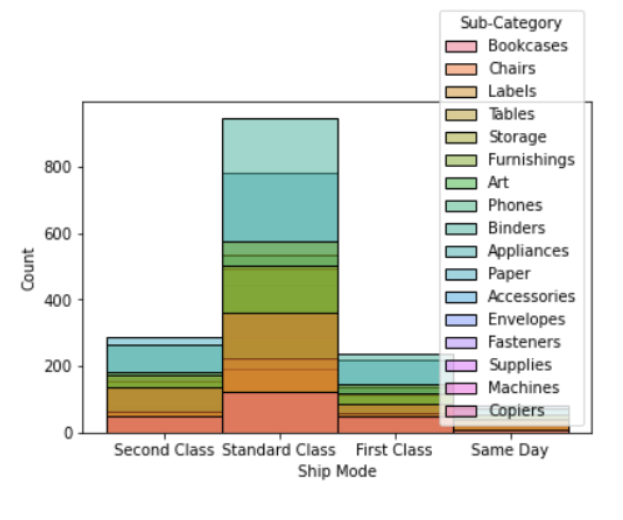 Sub-Category
Bookcases
Chairs
Labels
Tables
Storage
Furnishings
Art
Phones
Binders
Appliances
Paper
Accessories
Envelopes
Fasteners
Supplies
Machines
Copiers
Count
800
600
400
200
0
Second Class Standard Class First Class Same Day
Ship Mode